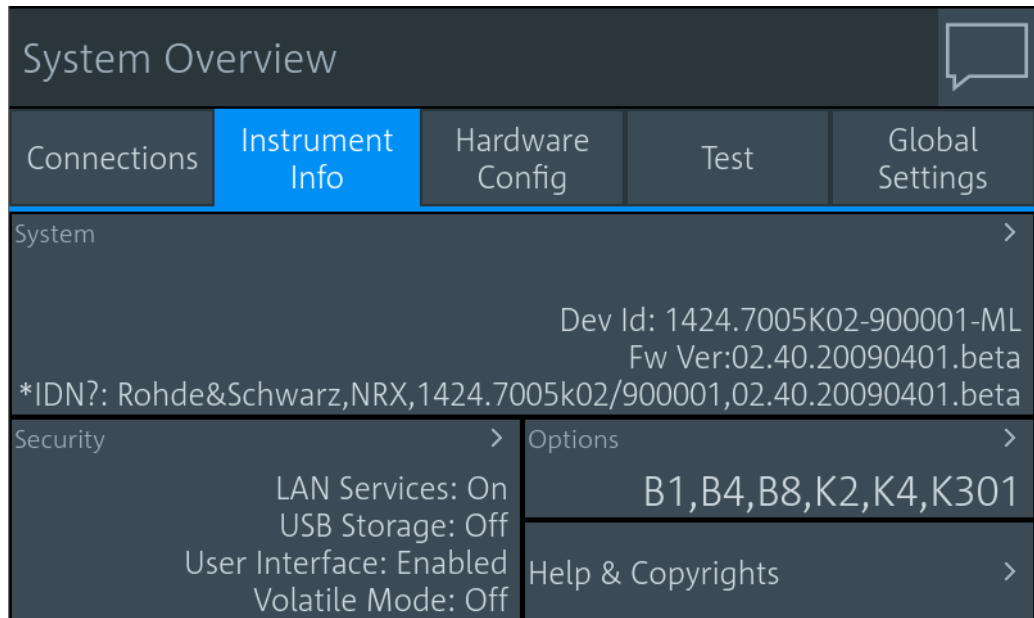 System Overview
Connections
Instrument
Info
Hardware
Config
Test
Global
Settings
System
Dev Id: 1424.7005K02-900001-ML
Fw Ver:02.40.20090401.beta
*IDN?: Rohde&Schwarz,NRX,1424.7005k02/900001,02.40.20090401.beta
Security
LAN Services: On
USB Storage: Off
User Interface: Enabled
Volatile Mode: Off
Options
B1,B4,B8,K2,K4,K301
Help & Copyrights